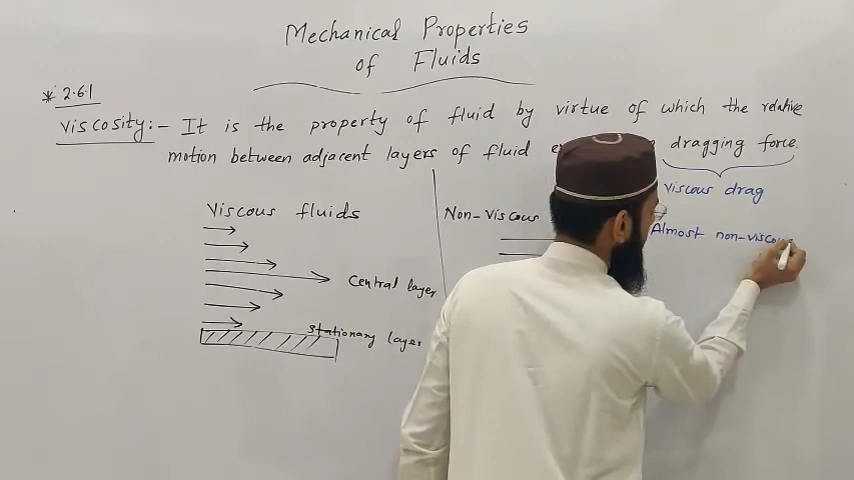 Mechanical Properties
of Fluids
* 2.6.1
Viscosity:- It is the property of fluid by virtue of which the relative
motion between adjacent layers of fluid dragging force.
Viscous drag
Viscous fluids
Non-Viscous
Almost non-viscous
Central layer
Stationary layer